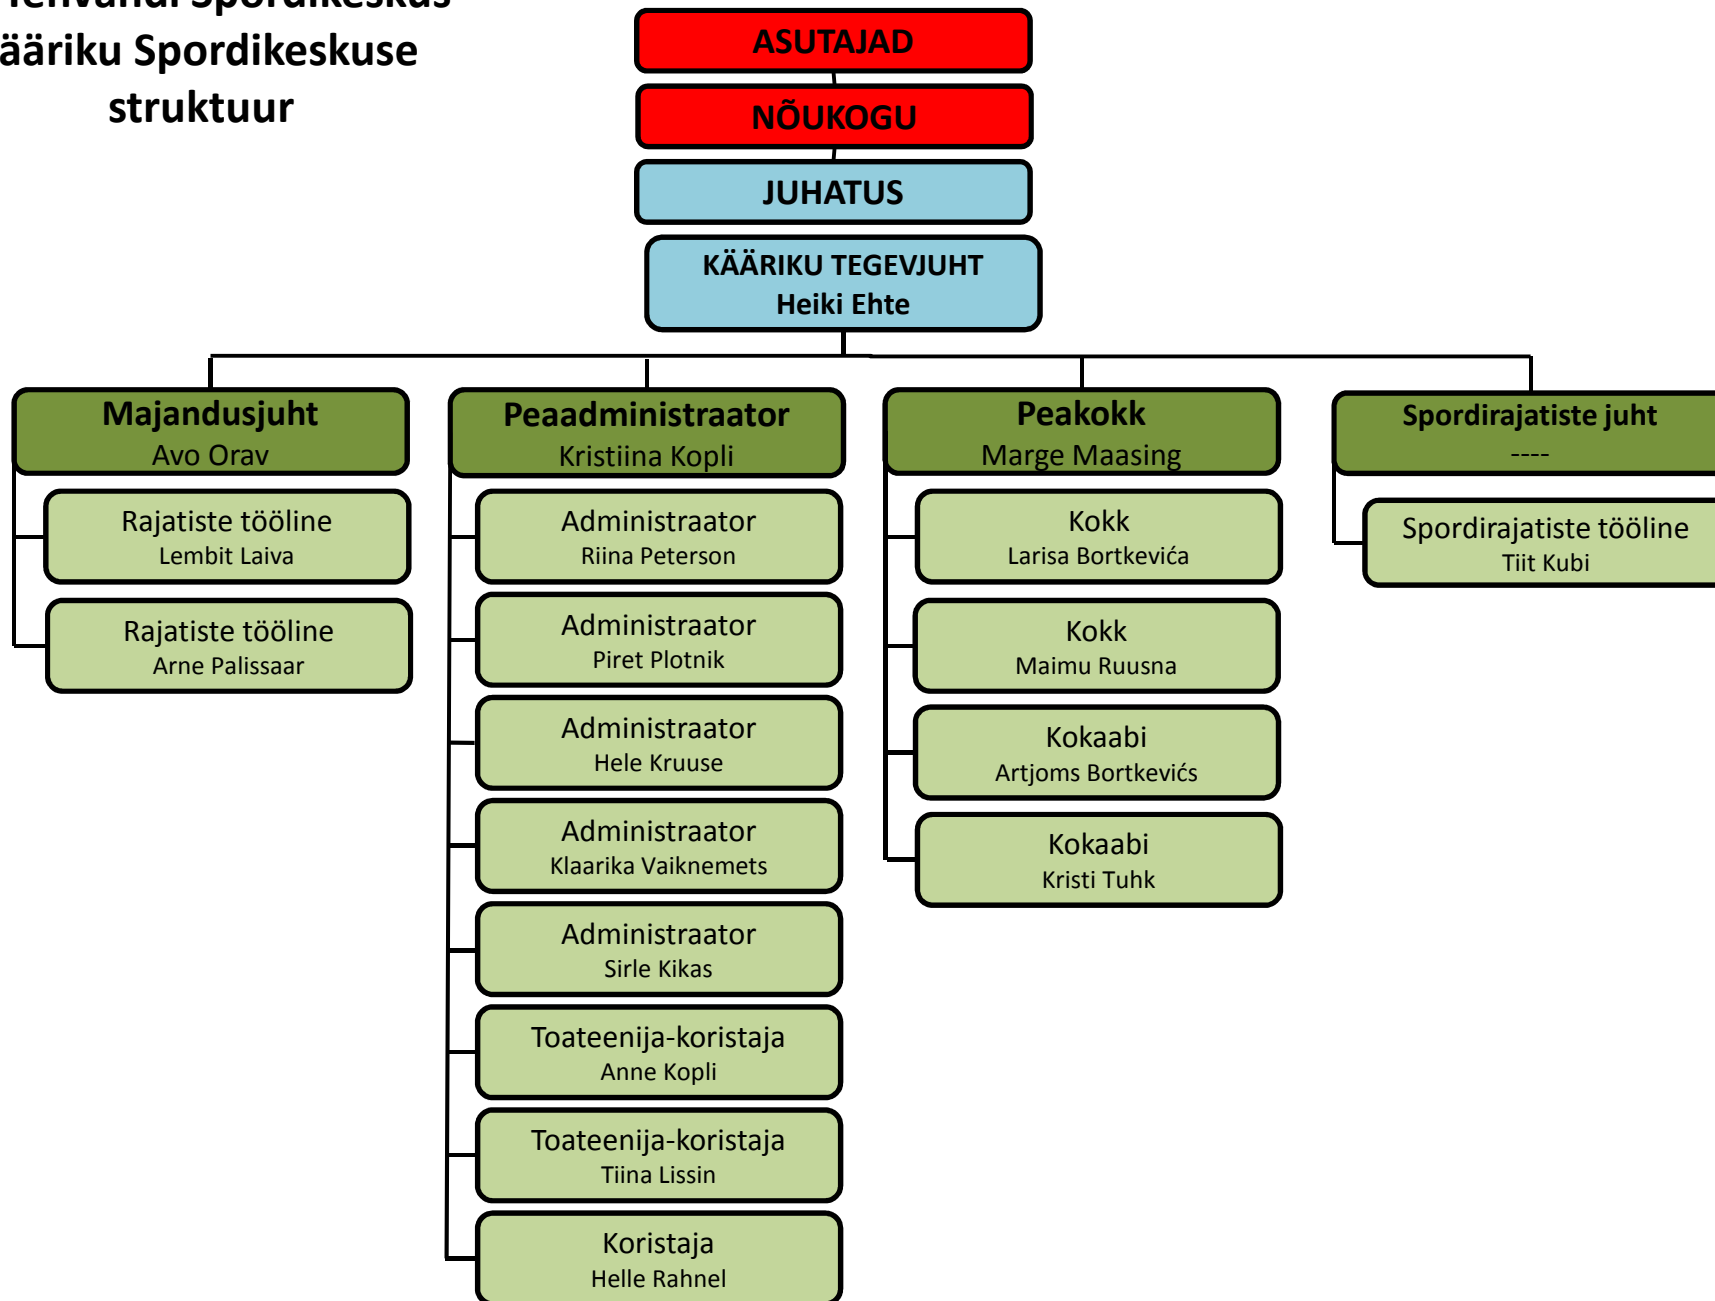 Spordikeskus
Spordikeskuse
struktuur
ASUTAJAD
NÕUKOGU
JUHATUS
KÄÄRIKU TEGEVJUHT
Heiki Ehte
Majandusjuht
Avo Orav
Rajatiste tööline
Lembit Laiva
Rajatiste tööline
Arne Palissaar
Peaadministraator
Kristiina Kopli
Administraator
Riina Peterson
Administraator
Piret Plotnik
Administraator
Hele Kruuse
Administraator
Klaarika Vaiknemets
Administraator
Sirle Kikas
Toateenija-koristaja
Anne Kopli
Toateenija-koristaja
Tiina Lissin
Koristaja
Helle Rahnel
Peakokk
Marge Maasing
Kokk
Larisa Bortkevića
Kokk
Maimu Ruusna
Kokaabi
Artjoms Bortkevićs
Kokaabi
Kristi Tuhk
Spordirajatiste juht
----
Spordirajatiste tööline
Tiit Kubi